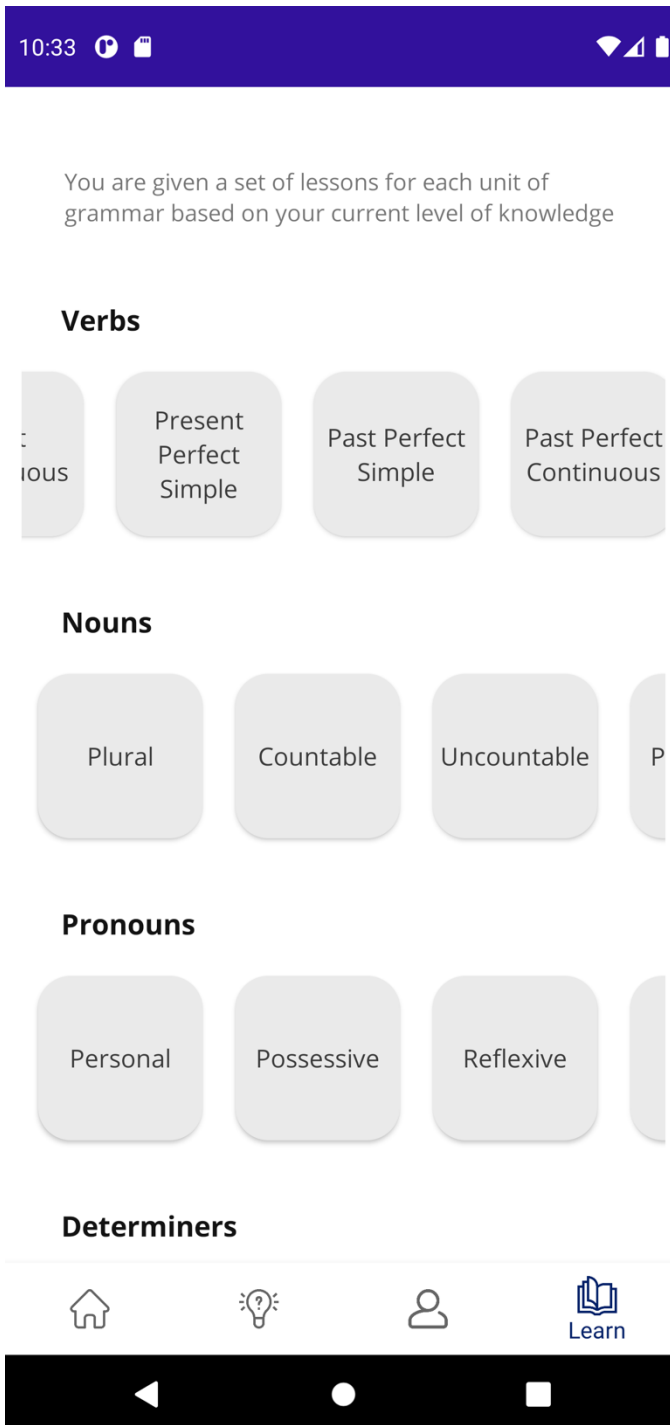 10:33
You are given a set of lessons for each unit of
grammar based on your current level of knowledge
Verbs
Present
Perfect
Simple
Past Perfect
Simple
Past Perfect
Continuous
Nouns
Plural
Countable
Uncountable
P
Pronouns
Personal
Possessive
Reflexive
Determiners
Learn